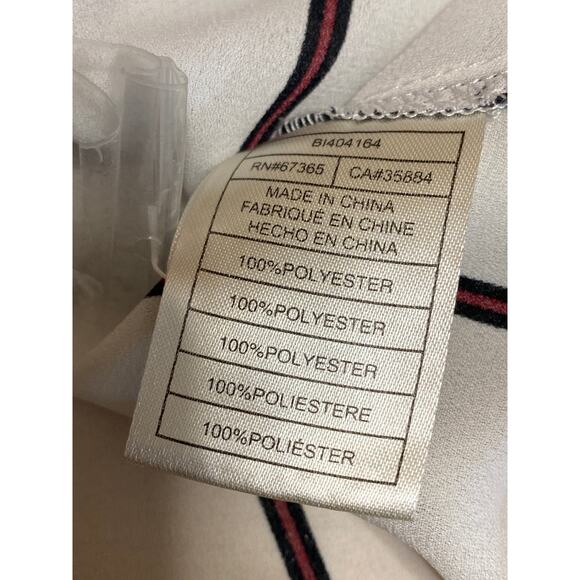 BI404164
RN#67365 CA#35884
MADE IN CHINA
FABRIQUÉ EN CHINE
HECHO EN CHINA
100%POLYESTER
100%POLYESTER
100%POLYESTER
100%POLIESTERE
100%POLIÉSTER